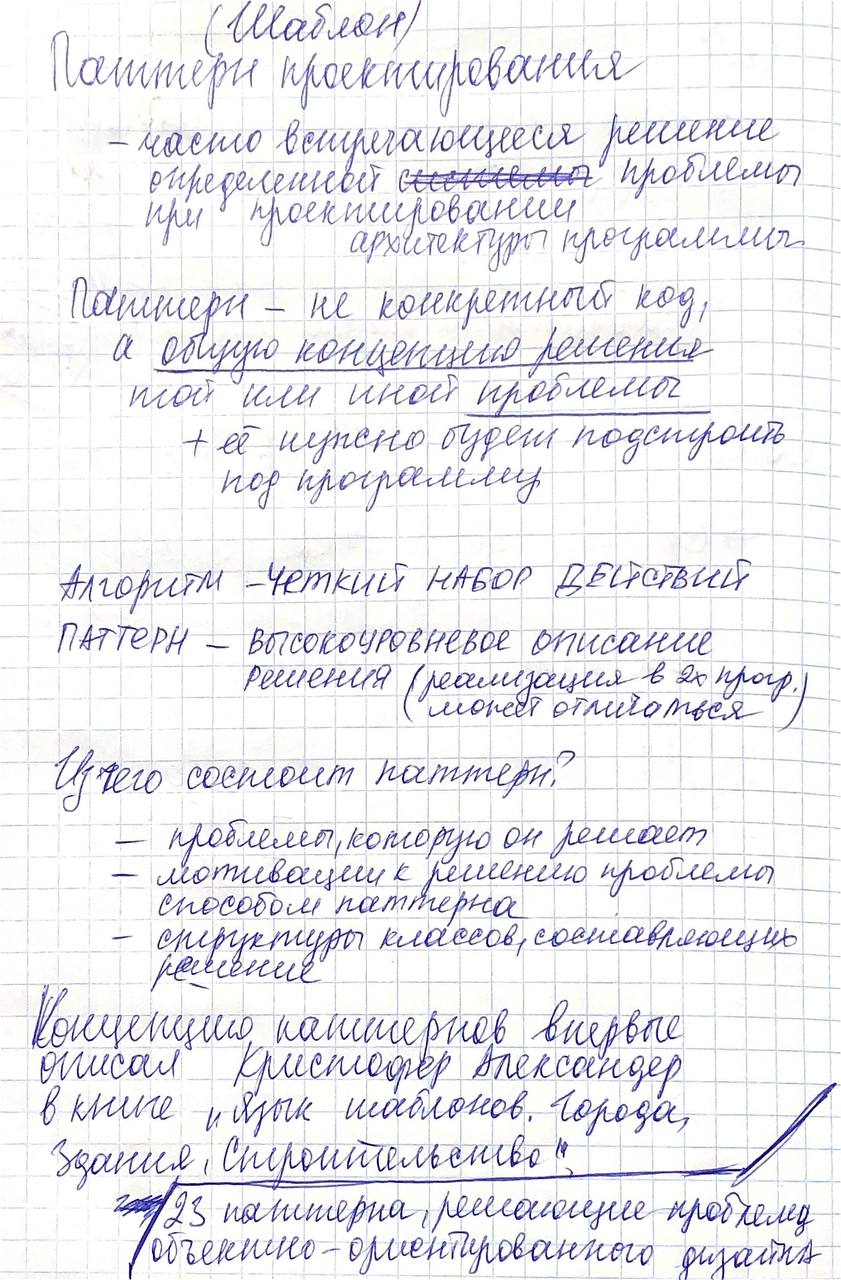 (Шаблон)
Паттерн проектирования
- часто встречающееся решение
определенной системы проблемы
при проектировании
архитектуры программы
Паттерн - не конкретный код,
а общую концепцию решения
той или иной проблемы
+ её нужно будет подстроить
под программу
АЛГОРИТМ - ЧЕТКИЙ НАБОР ДЕЙСТВИЙ
ПАТТЕРН - ВЫСОКОУРОВНЕВОЕ ОПИСАНИЕ
РЕШЕНИЯ (реализация в 2х прогр.
может отличаться)
Из чего состоит паттерн?
- проблемы, которую он решает
- мотивации к решению проблемы
способом паттерна
- структуры классов, составляющих
решение
Концепцию паттернов впервые
описал Кристофер Александер
в книге „Язык шаблонов. Города,
Здания, Строительство",
23 паттерна, решающие проблемы
объектно-ориентированного дизайна